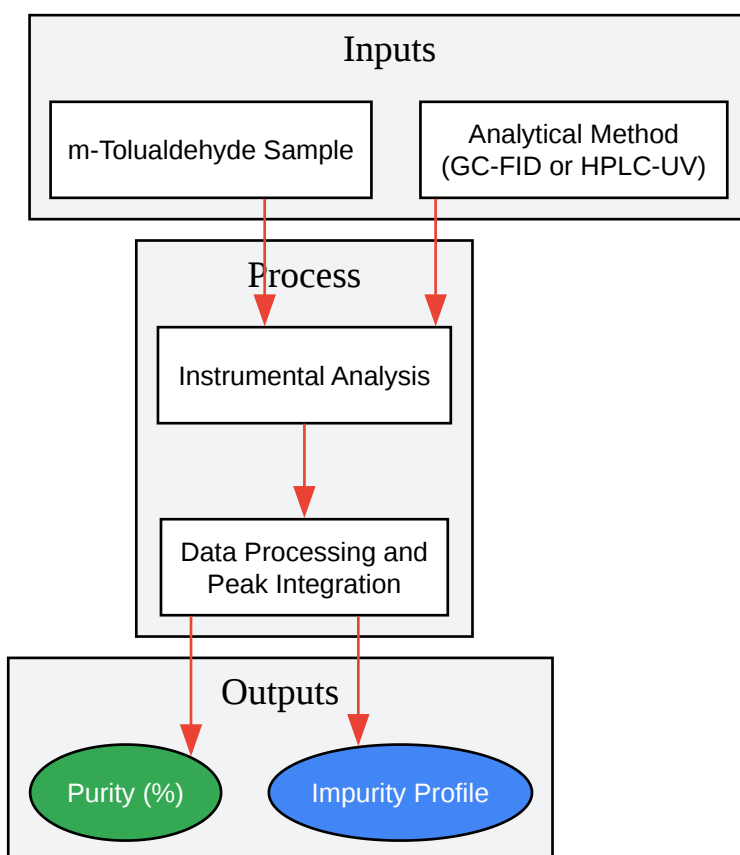 Inputs
m-Tolualdehyde Sample
Analytical Method
(GC-FID or HPLC-UV)
Process
Instrumental Analysis
Data Processing and
Peak Integration
Outputs
Purity (%)
Impurity Profile